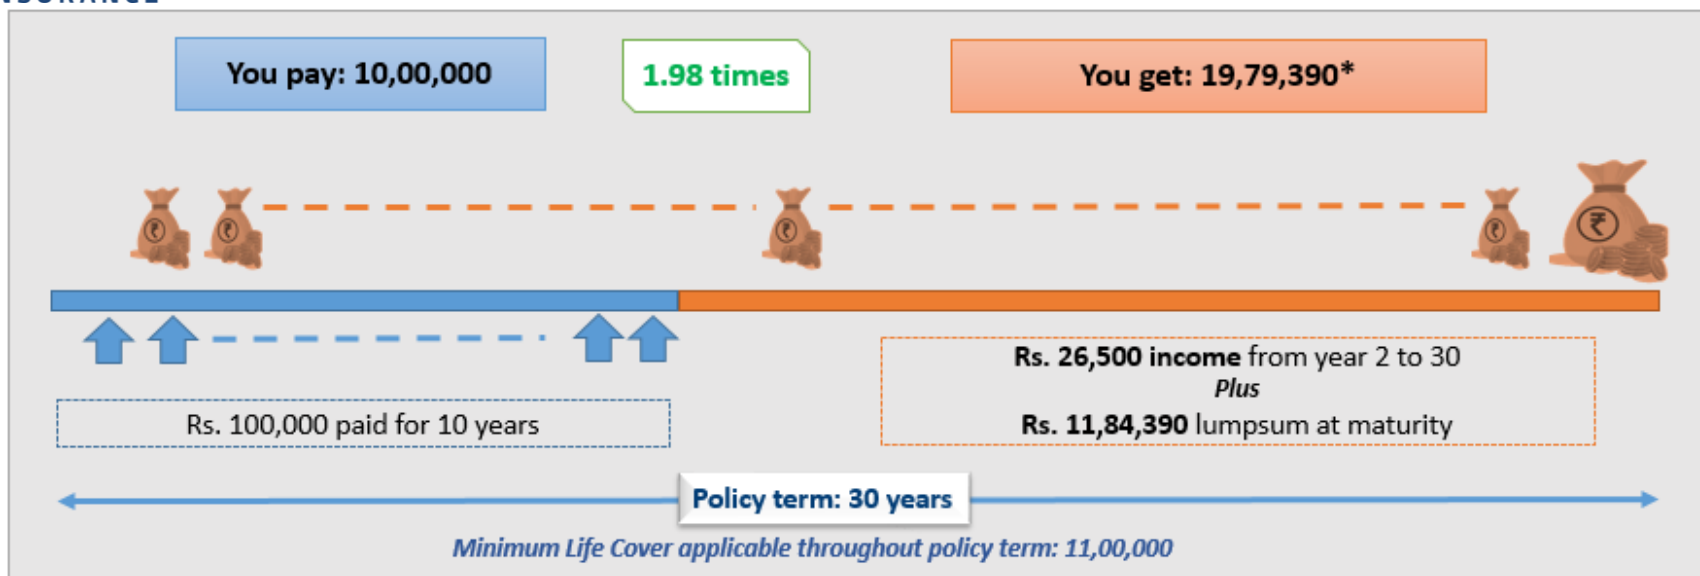 You pay: 10,00,000
1.98 times
You get: 19,79,390*
Rs. 26,500 income from year 2 to 30
Plus
Rs. 11,84,390 lumpsum at maturity
Rs. 100,000 paid for 10 years
Policy term: 30 years
Minimum Life Cover applicable throughout policy term: 11,00,000